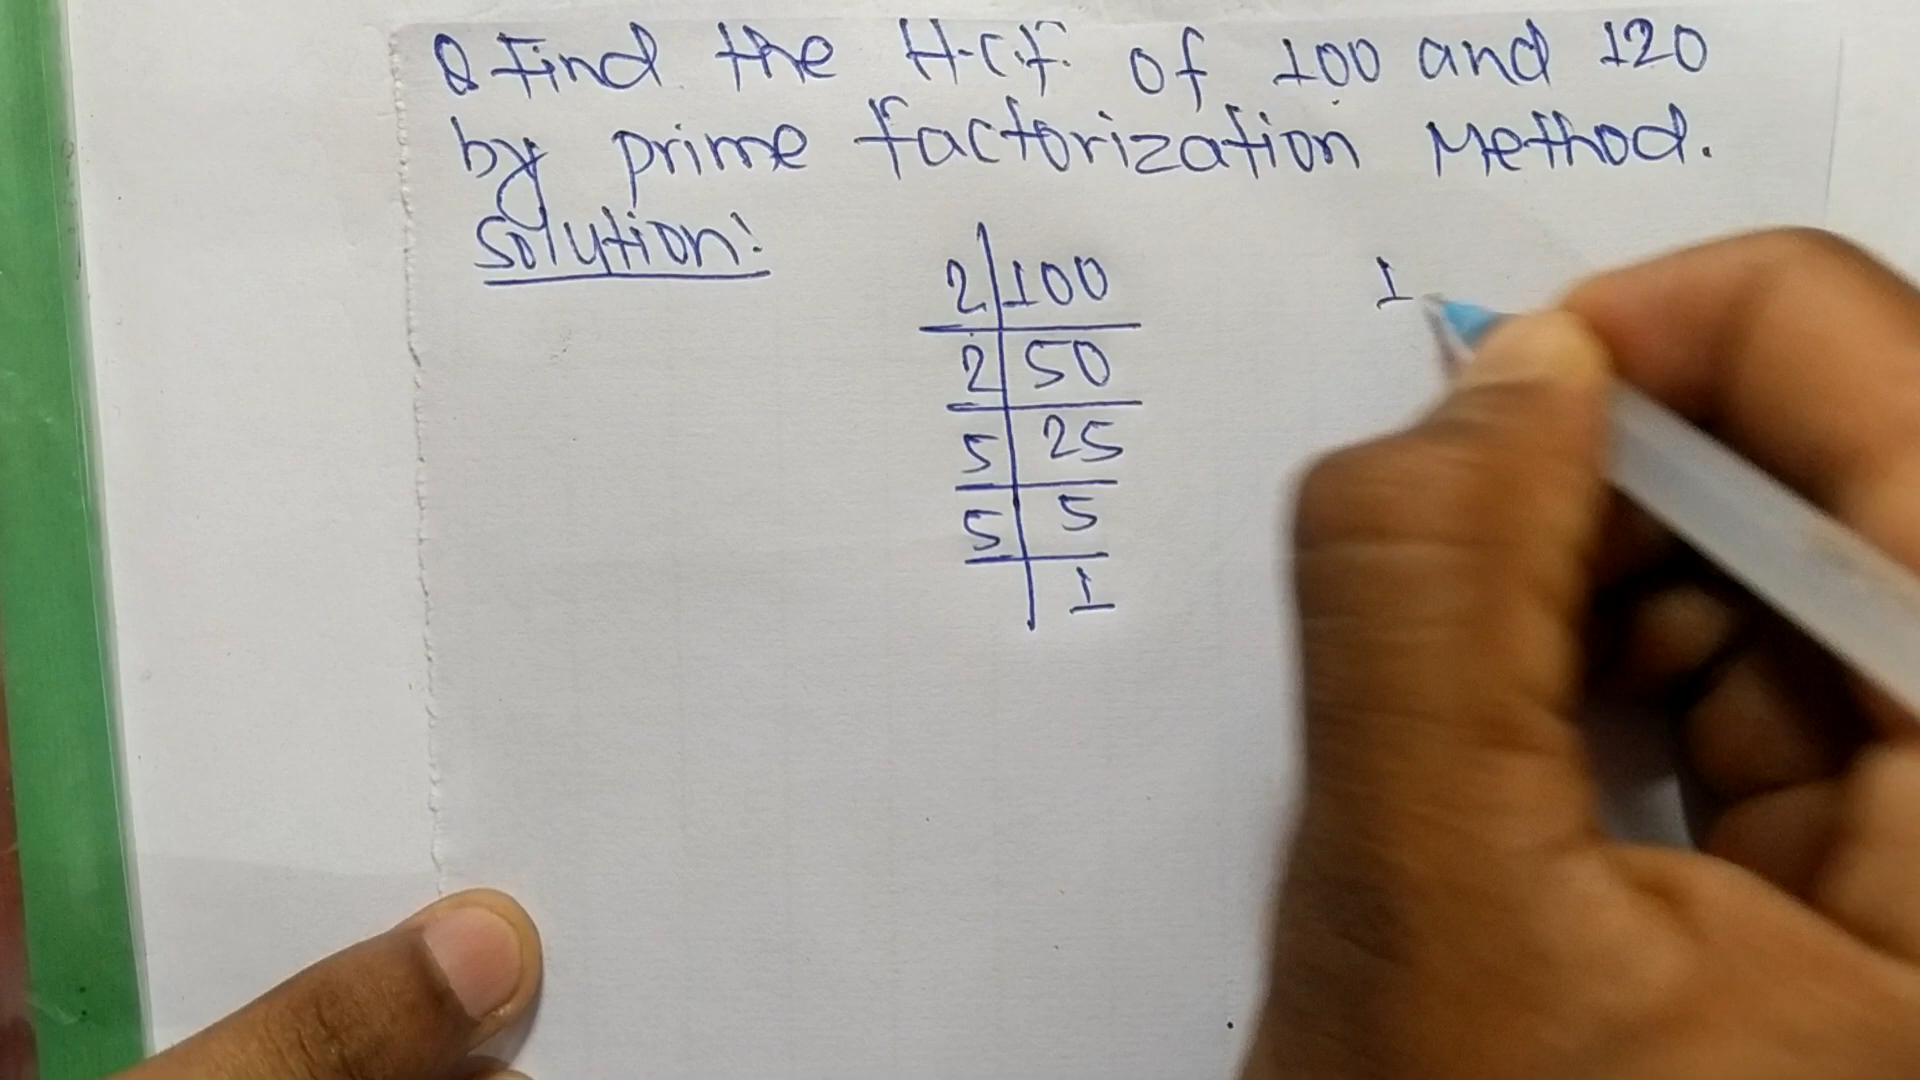 Q Find the H.C.F. of 100 and 120
by prime factorization Method.
Solution:
2 100
2 50
5 25
5 5
1
1